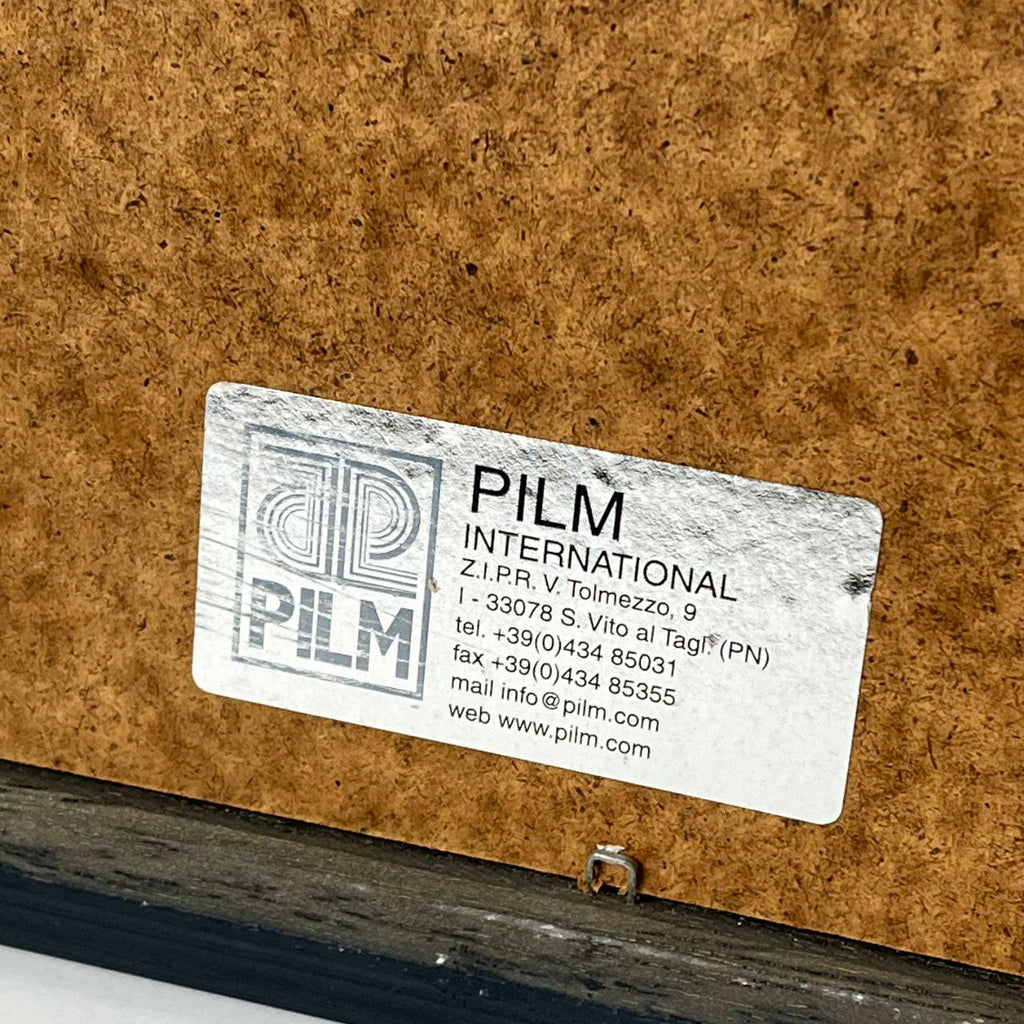 PILM
PILM
INTERNATIONAL
Z.I.P.R. V. Tolmezzo, 9
I - 33078 S. Vito al Tagl. (PN)
tel. +39(0)434 85031
fax +39(0)434 85355
mail info@pilm.com
web www.pilm.com